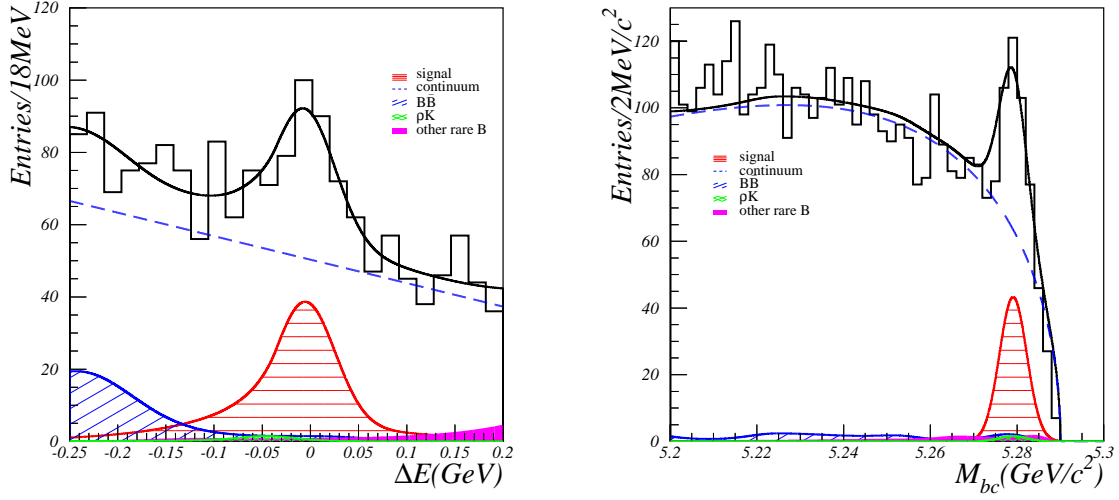 Entries/18MeV
120
100
80
60
40
20
0
signal
continuum
BB
ρK
other rare B
-0.25 -0.2 -0.15 -0.1 -0.05 0 0.05 0.1 0.15 0.2
ΔE(GeV)
Entries/2MeV/c²
120
100
80
60
40
20
0
signal
continuum
BB
ρK
other rare B
5.2 5.22 5.24 5.26 5.28 5.3
M_bc(GeV/c²)